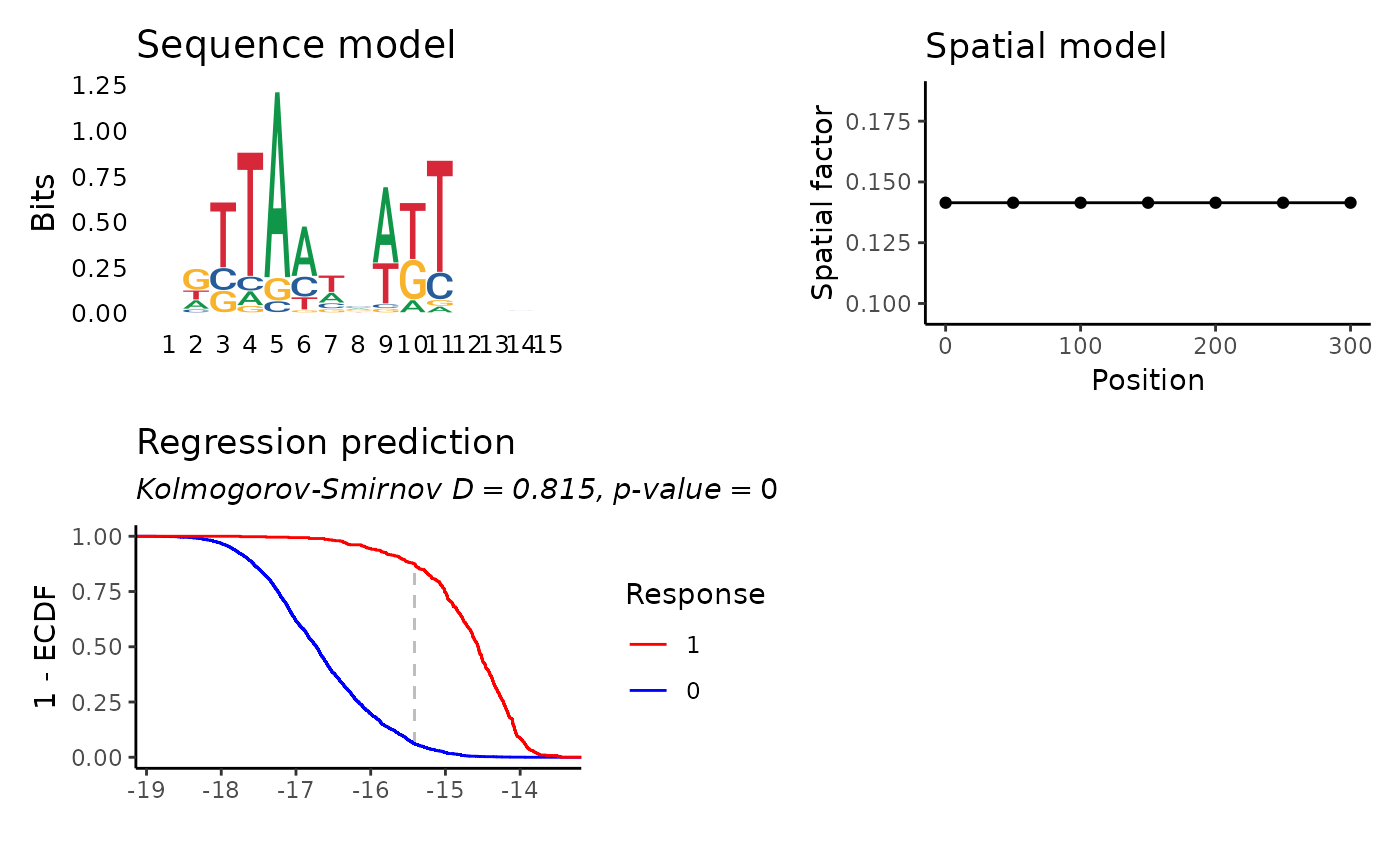 Sequence model
Bits
1.25
1.00
0.75
0.50
0.25
0.00
1 2 3 4 5 6 7 8 9 10 11 12 13 14 15
Spatial model
Spatial factor
0.175
0.150
0.125
0.100
0 100 200 300
Position
Regression prediction
Kolmogorov-Smirnov D = 0.815, p-value = 0
1 - ECDF
1.00
0.75
0.50
0.25
0.00
-19 -18 -17 -16 -15 -14
Response
1
0